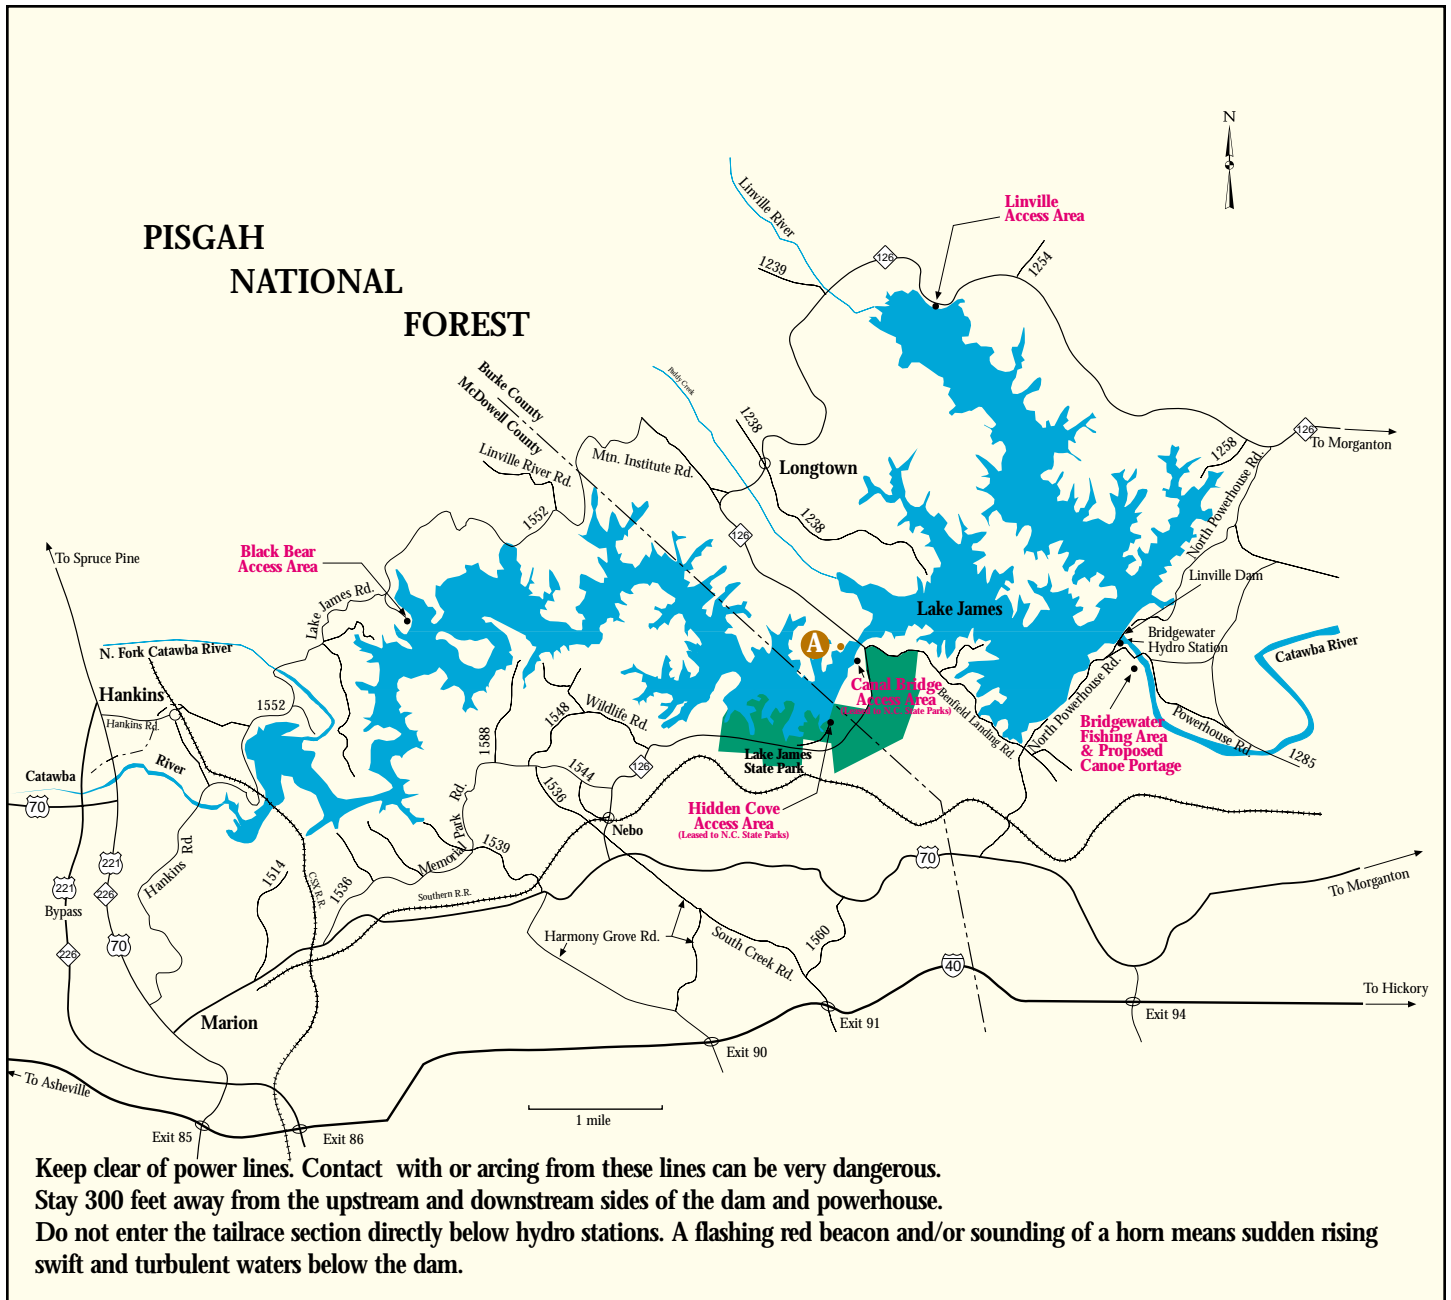 N
Linville River
Linville
Access Area
126
1239
1254
PISGAH
NATIONAL
FOREST
Burke County
McDowell County
Paddy Creek
1238
126
To Morganton
1258
Linville River Rd.
Mtn. Institute Rd.
Longtown
North Powerhouse Rd.
1552
1238
126
To Spruce Pine
Black Bear
Access Area
Linville Dam
Lake James Rd.
Lake James
Bridgewater
Hydro Station
Catawba River
N. Fork Catawba River
A
Canal Bridge
Access Area
(Leased to N.C. State Parks)
Benfield Landing Rd.
North Powerhouse Rd.
Hankins
Hankins Rd.
1552
1588
1548
Wildlife Rd.
Bridgewater
Fishing Area
& Proposed
Canoe Portage
Powerhouse Rd.
1285
Lake James
State Park
Catawba
River
70
1544
126
1536
Hidden Cove
Access Area
(Leased to N.C. State Parks)
Nebo
Memorial Park Rd.
1539
Hankins Rd
221
226
221
Bypass
226
70
1514
1536
C.S.X R.R.
Southern R.R.
70
To Morganton
Harmony Grove Rd.
South Creek Rd.
1560
40
To Hickory
Marion
Exit 91
Exit 94
Exit 90
To Asheville
Exit 85
Exit 86
1 mile
Keep clear of power lines. Contact  with or arcing from these lines can be very dangerous.
Stay 300 feet away from the upstream and downstream sides of the dam and powerhouse.
Do not enter the tailrace section directly below hydro stations. A flashing red beacon and/or sounding of a horn means sudden rising
swift and turbulent waters below the dam.